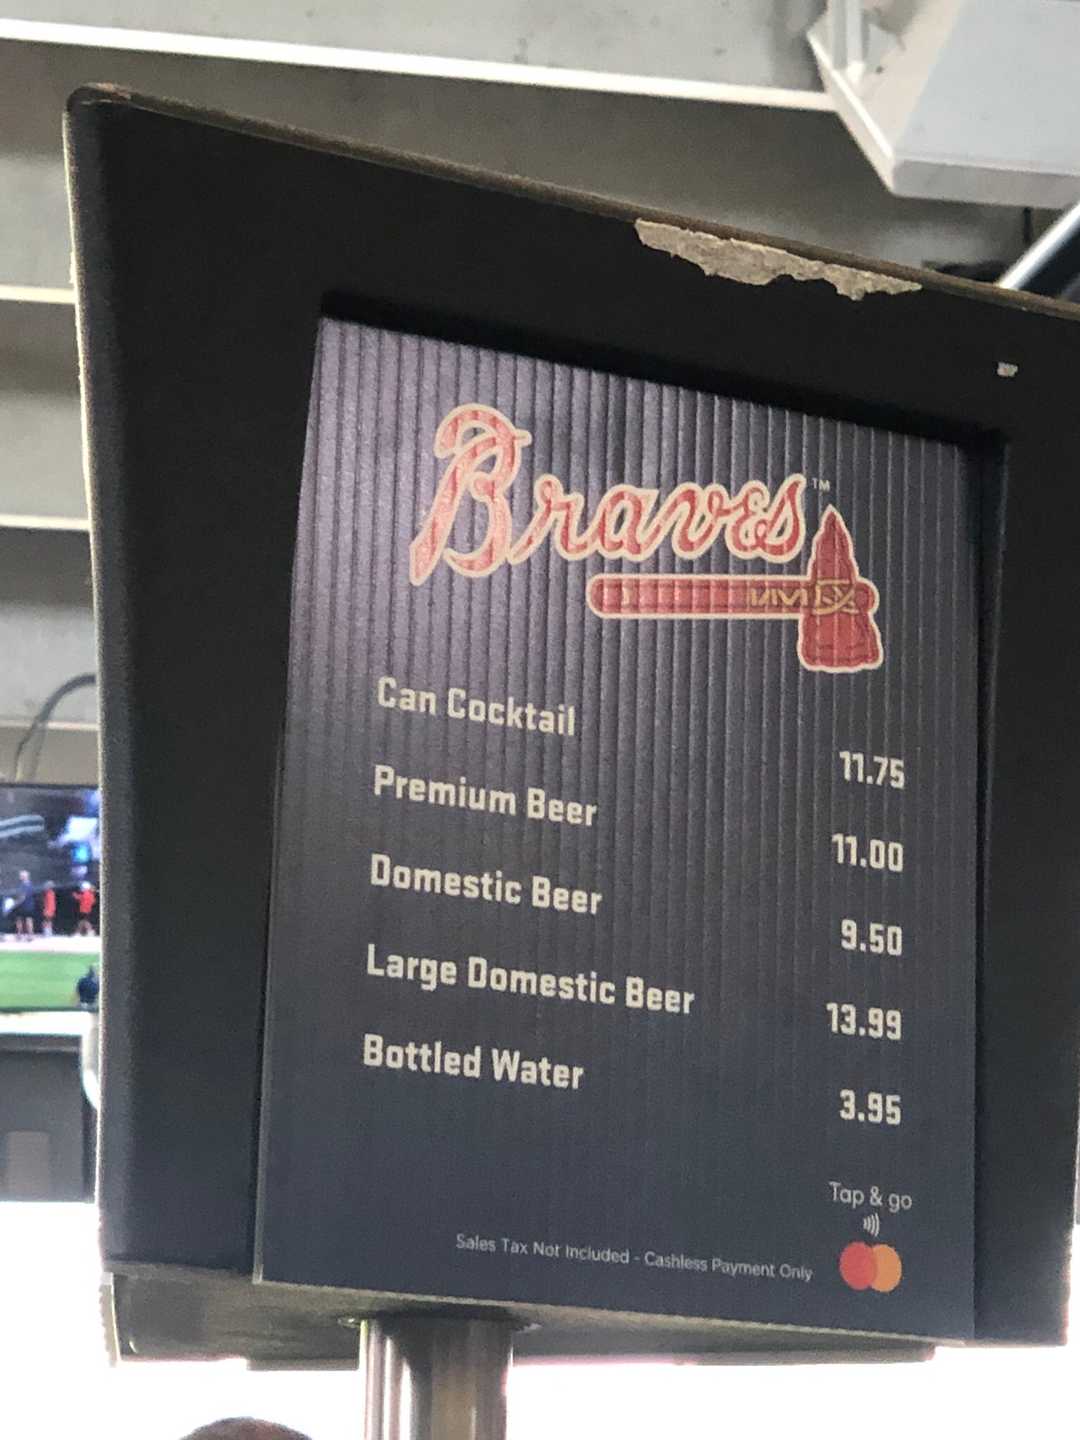 Braves™
Can Cocktail 11.75
Premium Beer 11.00
Domestic Beer 9.50
Large Domestic Beer 13.99
Bottled Water 3.95
Tap & go
Sales Tax Not Included - Cashless Payment Only